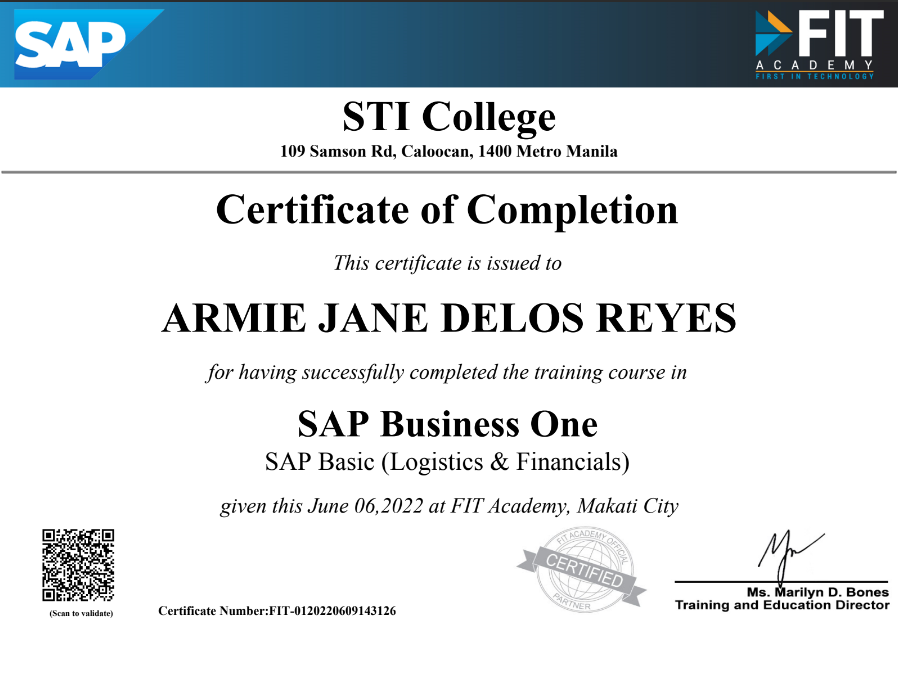 SAP
FIT
ACADEMY
FIRST IN TECHNOLOGY
STI College
109 Samson Rd, Caloocan, 1400 Metro Manila
Certificate of Completion
This certificate is issued to
ARMIE JANE DELOS REYES
for having successfully completed the training course in
SAP Business One
SAP Basic (Logistics & Financials)
given this June 06,2022 at FIT Academy, Makati City
(Scan to validate)
Certificate Number:FIT-0120220609143126
FIT ACADEMY OFFICIAL
CERTIFIED
PARTNER
Ms. Marilyn D. Bones
Training and Education Director